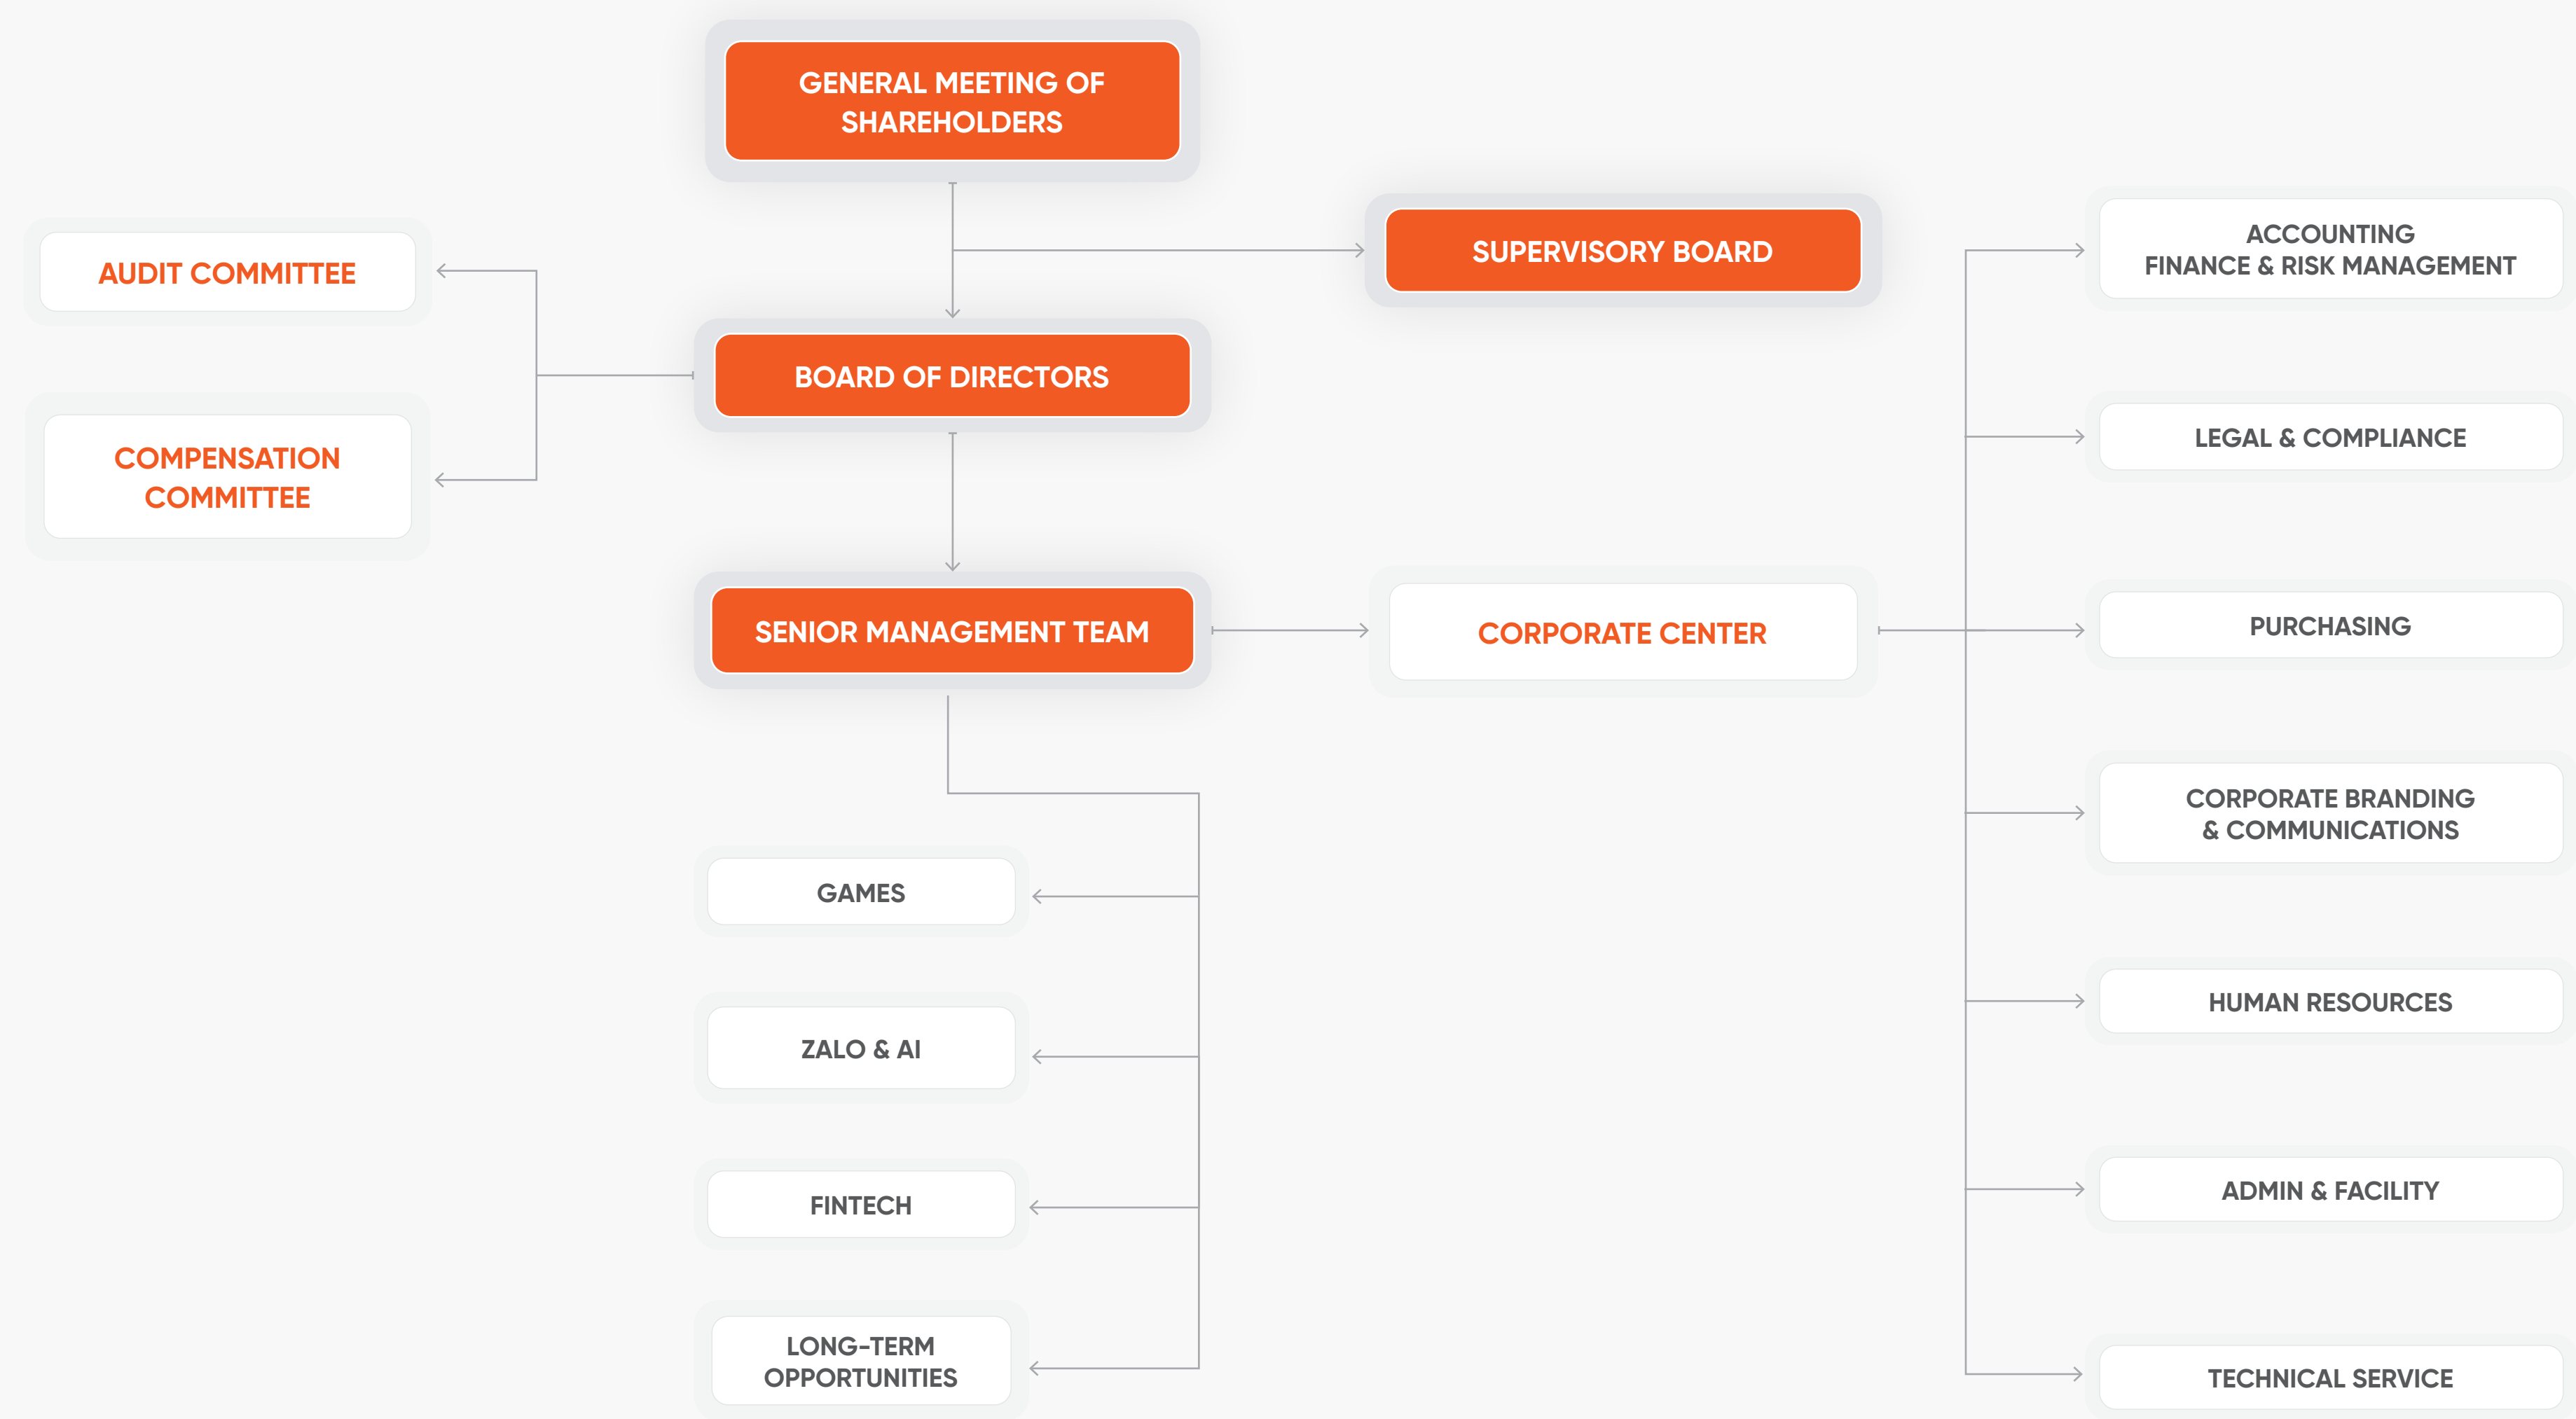 GENERAL MEETING OF
SHAREHOLDERS
SUPERVISORY BOARD
AUDIT COMMITTEE
BOARD OF DIRECTORS
COMPENSATION
COMMITTEE
SENIOR MANAGEMENT TEAM
CORPORATE CENTER
GAMES
ZALO & AI
FINTECH
LONG-TERM
OPPORTUNITIES
ACCOUNTING
FINANCE & RISK MANAGEMENT
LEGAL & COMPLIANCE
PURCHASING
CORPORATE BRANDING
& COMMUNICATIONS
HUMAN RESOURCES
ADMIN & FACILITY
TECHNICAL SERVICE